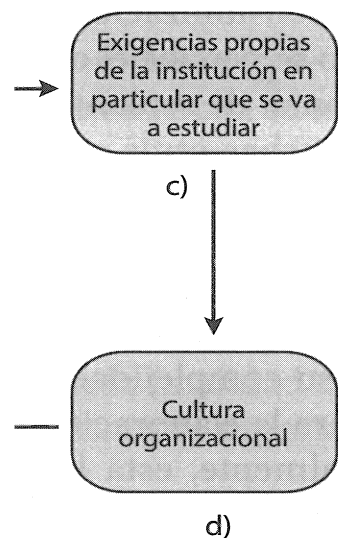 Exigencias propias
de la institución en
particular que se va
a estudiar
c)
Cultura
organizacional
d)